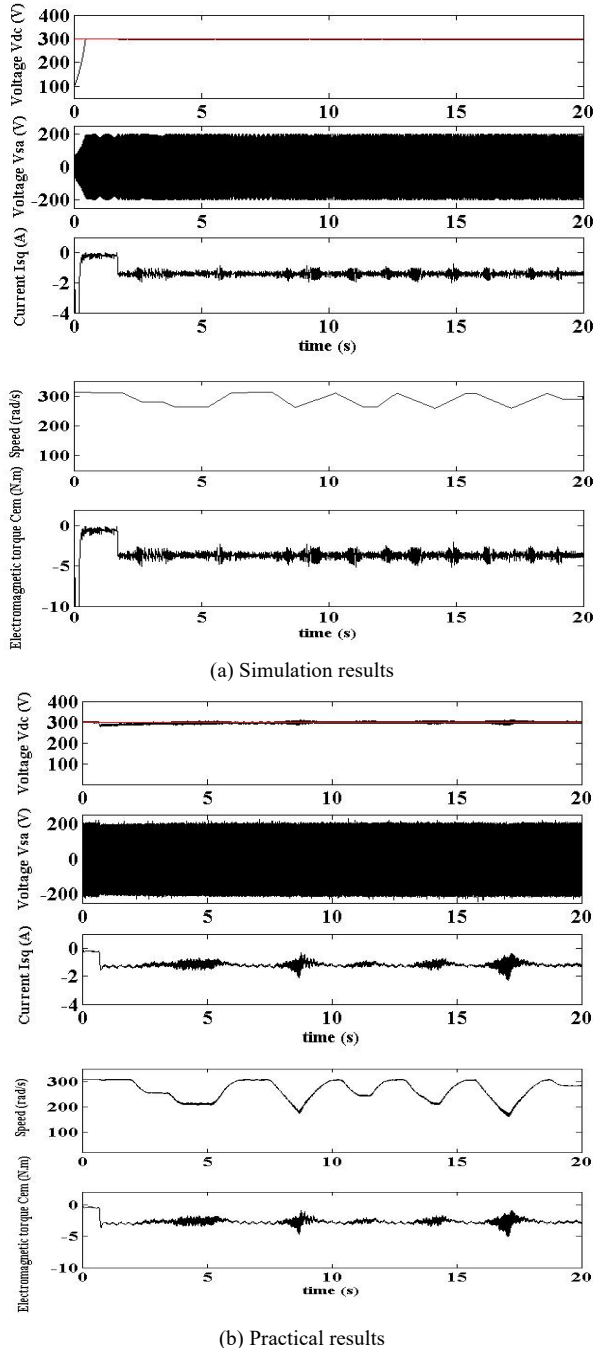 Voltage Vdc (V)
400
300
200
100
0 5 10 15 20
Voltage Vsa (V)
200
0
-200
0 5 10 15 20
Current Isq (A)
0
-2
-4
0 5 10 15 20
time (s)
Speed (rad/s)
300
200
100
0 5 10 15 20
Electromagnetic torque Cem (N.m)
0
-5
-10
0 5 10 15 20
time (s)
(a) Simulation results
Voltage Vdc (V)
400
300
200
100
0 5 10 15 20
Voltage Vsa (V)
200
0
-200
0 5 10 15 20
Current Isq (A)
0
-2
-4
0 5 10 15 20
time (s)
Speed (rad/s)
300
200
100
0 5 10 15 20
Electromagnetic torque Cem (N.m)
0
-5
-10
0 5 10 15 20
time (s)
(b) Practical results